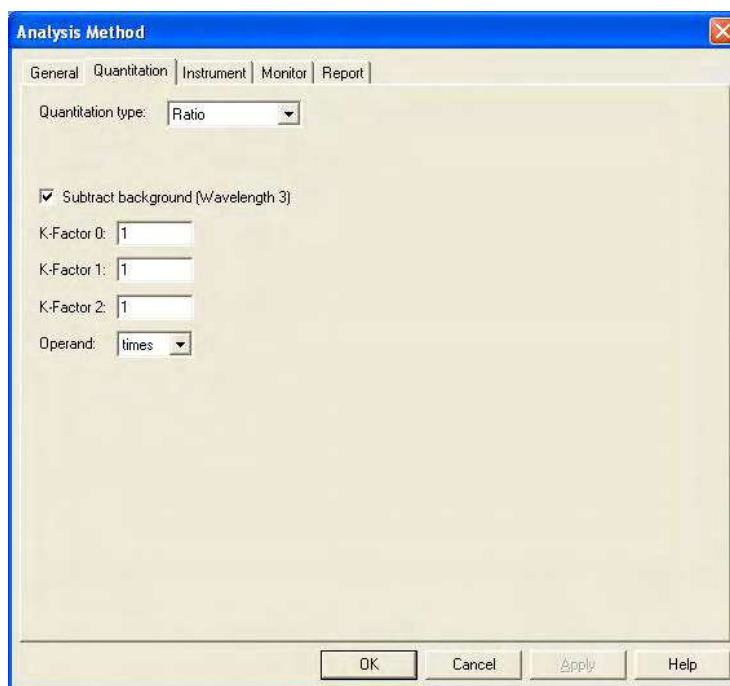 Analysis Method
General Quantitation Instrument Monitor Report
Quantitation type: Ratio
Subtract background (Wavelength 3)
K-Factor 0: 1
K-Factor 1: 1
K-Factor 2: 1
Operand: times
OK Cancel Apply Help